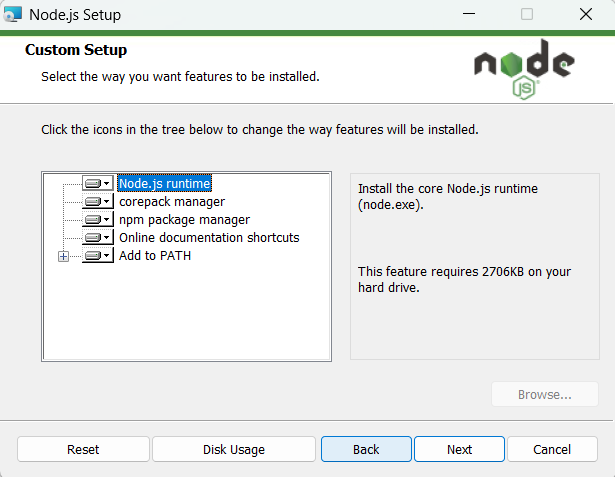 Node.js Setup
Custom Setup
Select the way you want features to be installed.
node
JS
Click the icons in the tree below to change the way features will be installed.
Node.js runtime
corepack manager
npm package manager
Online documentation shortcuts
Add to PATH
Install the core Node.js runtime
(node.exe).
This feature requires 2706KB on your
hard drive.
Browse...
Reset
Disk Usage
Back
Next
Cancel